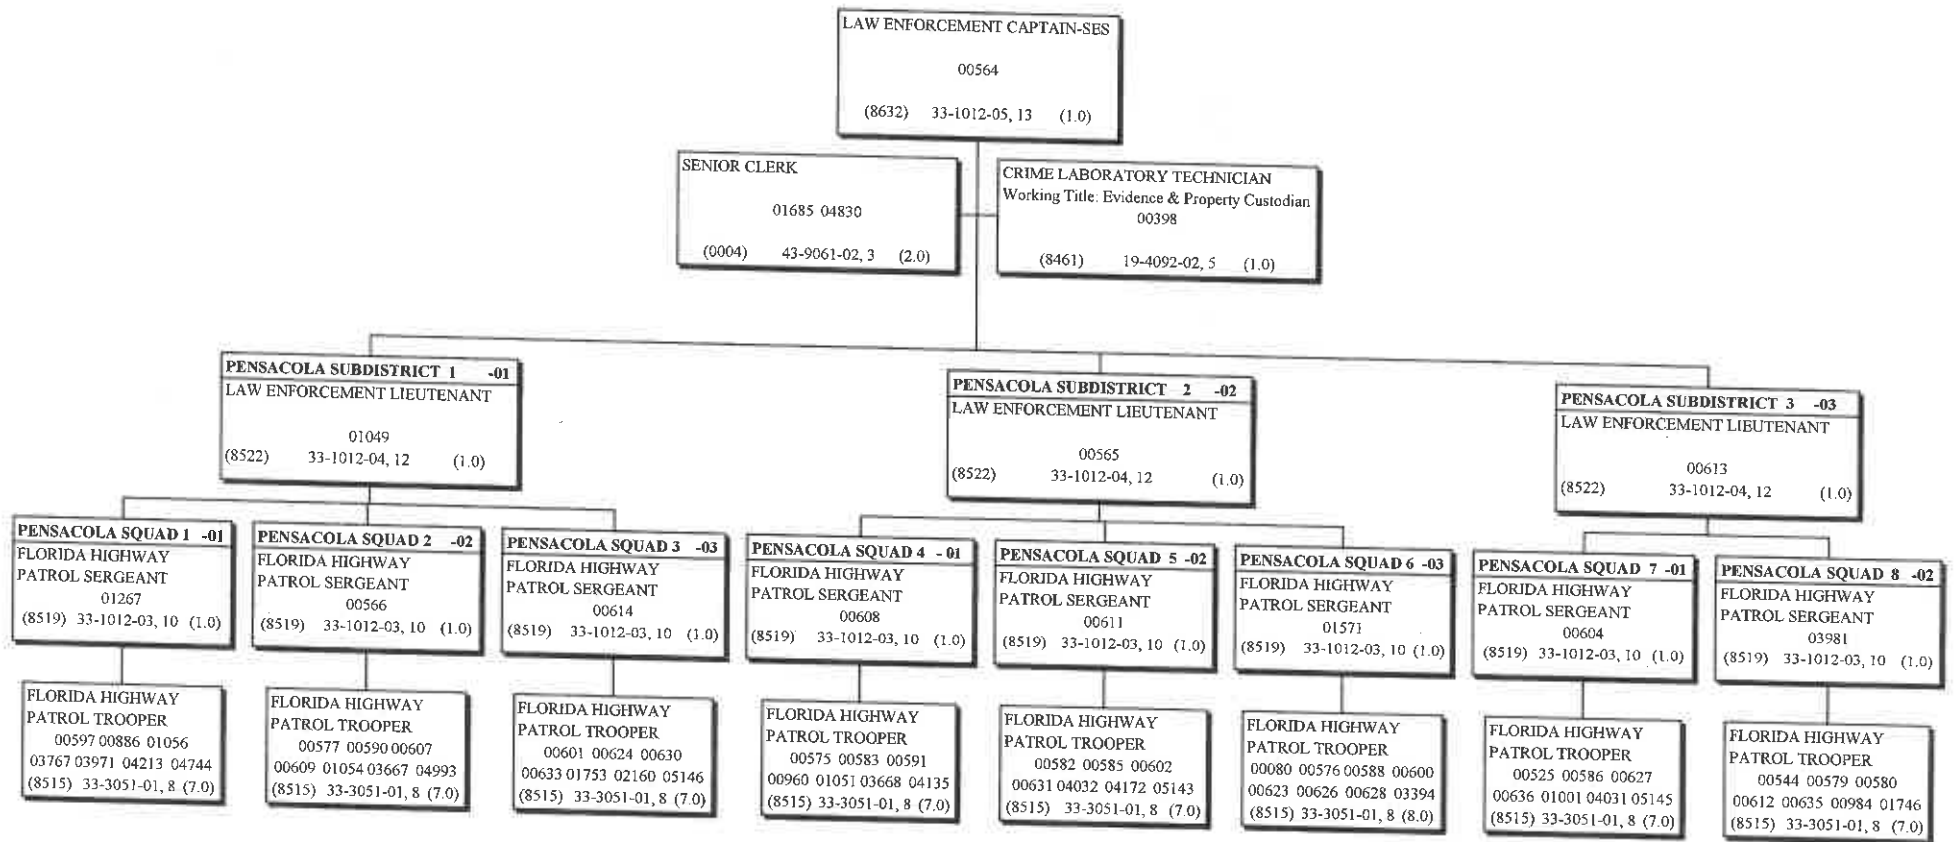 LAW ENFORCEMENT CAPTAIN-SES
00564
(8632) 33-1012-05, 13 (1.0)
SENIOR CLERK
01685 04830
(0004) 43-9061-02, 3 (2.0)
CRIME LABORATORY TECHNICIAN
Working Title: Evidence & Property Custodian
00398
(8461) 19-4092-02, 5 (1.0)
PENSACOLA SUBDISTRICT 1 -01
LAW ENFORCEMENT LIEUTENANT
01049
(8522) 33-1012-04, 12 (1.0)
PENSACOLA SUBDISTRICT 2 -02
LAW ENFORCEMENT LIEUTENANT
00565
(8522) 33-1012-04, 12 (1.0)
PENSACOLA SUBDISTRICT 3 -03
LAW ENFORCEMENT LIEUTENANT
00613
(8522) 33-1012-04, 12 (1.0)
PENSACOLA SQUAD 1 -01
FLORIDA HIGHWAY
PATROL SERGEANT
01267
(8519) 33-1012-03, 10 (1.0)
PENSACOLA SQUAD 2 -02
FLORIDA HIGHWAY
PATROL SERGEANT
00566
(8519) 33-1012-03, 10 (1.0)
PENSACOLA SQUAD 3 -03
FLORIDA HIGHWAY
PATROL SERGEANT
00614
(8519) 33-1012-03, 10 (1.0)
PENSACOLA SQUAD 4 - 01
FLORIDA HIGHWAY
PATROL SERGEANT
00608
(8519) 33-1012-03, 10 (1.0)
PENSACOLA SQUAD 5 -02
FLORIDA HIGHWAY
PATROL SERGEANT
00611
(8519) 33-1012-03, 10 (1.0)
PENSACOLA SQUAD 6 -03
FLORIDA HIGHWAY
PATROL SERGEANT
01571
(8519) 33-1012-03, 10 (1.0)
PENSACOLA SQUAD 7 -01
FLORIDA HIGHWAY
PATROL SERGEANT
00604
(8519) 33-1012-03, 10 (1.0)
PENSACOLA SQUAD 8 -02
FLORIDA HIGHWAY
PATROL SERGEANT
03981
(8519) 33-1012-03, 10 (1.0)
FLORIDA HIGHWAY
PATROL TROOPER
00597 00886 01056
03767 03971 04213 04744
(8515) 33-3051-01, 8 (7.0)
FLORIDA HIGHWAY
PATROL TROOPER
00577 00590 00607
00609 01054 03667 04993
(8515) 33-3051-01, 8 (7.0)
FLORIDA HIGHWAY
PATROL TROOPER
00601 00624 00630
00633 01753 02160 05146
(8515) 33-3051-01, 8 (7.0)
FLORIDA HIGHWAY
PATROL TROOPER
00575 00583 00591
00960 01051 03668 04135
(8515) 33-3051-01, 8 (7.0)
FLORIDA HIGHWAY
PATROL TROOPER
00582 00585 00602
00631 04032 04172 05143
(8515) 33-3051-01, 8 (7.0)
FLORIDA HIGHWAY
PATROL TROOPER
00080 00576 00588 00600
00623 00626 00628 03394
(8515) 33-3051-01, 8 (8.0)
FLORIDA HIGHWAY
PATROL TROOPER
00525 00586 00627
00636 01001 04031 05145
(8515) 33-3051-01, 8 (7.0)
FLORIDA HIGHWAY
PATROL TROOPER
00544 00579 00580
00612 00635 00984 01746
(8515) 33-3051-01, 8 (7.0)